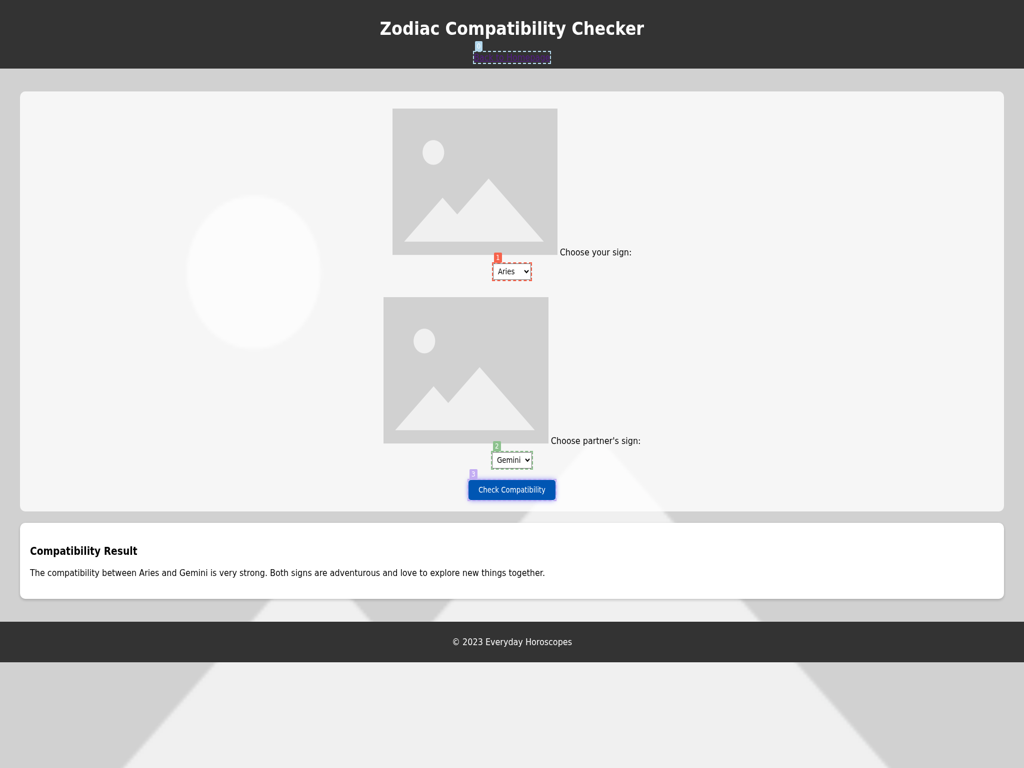 Zodiac Compatibility Checker
0
Choose your sign:
1
Aries
Choose partner's sign:
2
Gemini
3
Check Compatibility
Compatibility Result
The compatibility between Aries and Gemini is very strong. Both signs are adventurous and love to explore new things together.
© 2023 Everyday Horoscopes